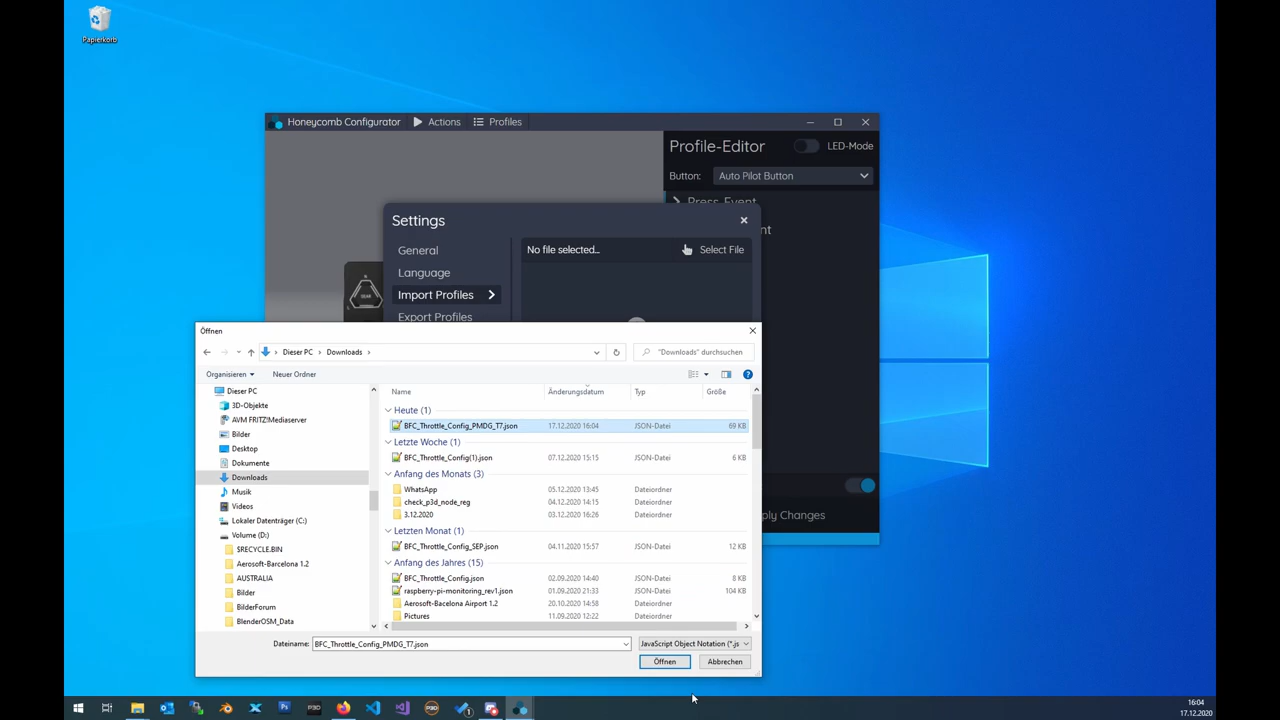 Papierkorb
Honeycomb Configurator Actions Profiles
Profile-Editor LED-Mode
Button: Auto Pilot Button
Press-Event
Settings
General
No file selected... Select File
Language
Import Profiles
Export Profiles
Öffnen
Dieser PC Downloads "Downloads" durchsuchen
Organisieren Neuer Ordner
Dieser PC
3D-Objekte
AVM FRITZ!Mediaserver
Bilder
Desktop
Dokumente
Downloads
Musik
Videos
Lokaler Datenträger (C:)
Volume (D:)
$RECYCLE.BIN
Aerosoft-Barcelona 1.2
AUSTRALIA
Bilder
BilderForum
BlenderOSM_Data
Name Änderungsdatum Typ Größe
Heute (1)
BFC_Throttle_Config_PMDG_T7.json 17.12.2020 16:04 JSON-Datei 69 KB
Letzte Woche (1)
BFC_Throttle_Config(1).json 07.12.2020 15:15 JSON-Datei 6 KB
Anfang des Monats (3)
WhatsApp 05.12.2020 13:45 Dateiordner
check_p3d_node_reg 04.12.2020 14:15 Dateiordner
3.12.2020 03.12.2020 16:26 Dateiordner
Letzten Monat (1)
BFC_Throttle_Config_SEP.json 04.11.2020 15:57 JSON-Datei 12 KB
Anfang des Jahres (15)
BFC_Throttle_Config.json 02.09.2020 14:40 JSON-Datei 8 KB
raspberry-pi-monitoring_rev1.json 01.09.2020 21:33 JSON-Datei 104 KB
Aerosoft-Bacelona Airport 1.2 20.10.2020 14:58 Dateiordner
Pictures 11.09.2020 12:22 Dateiordner
Dateiname: BFC_Throttle_Config_PMDG_T7.json JavaScript Object Notation (*.js
Öffnen Abbrechen
ply Changes
P3D
16:04
17.12.2020